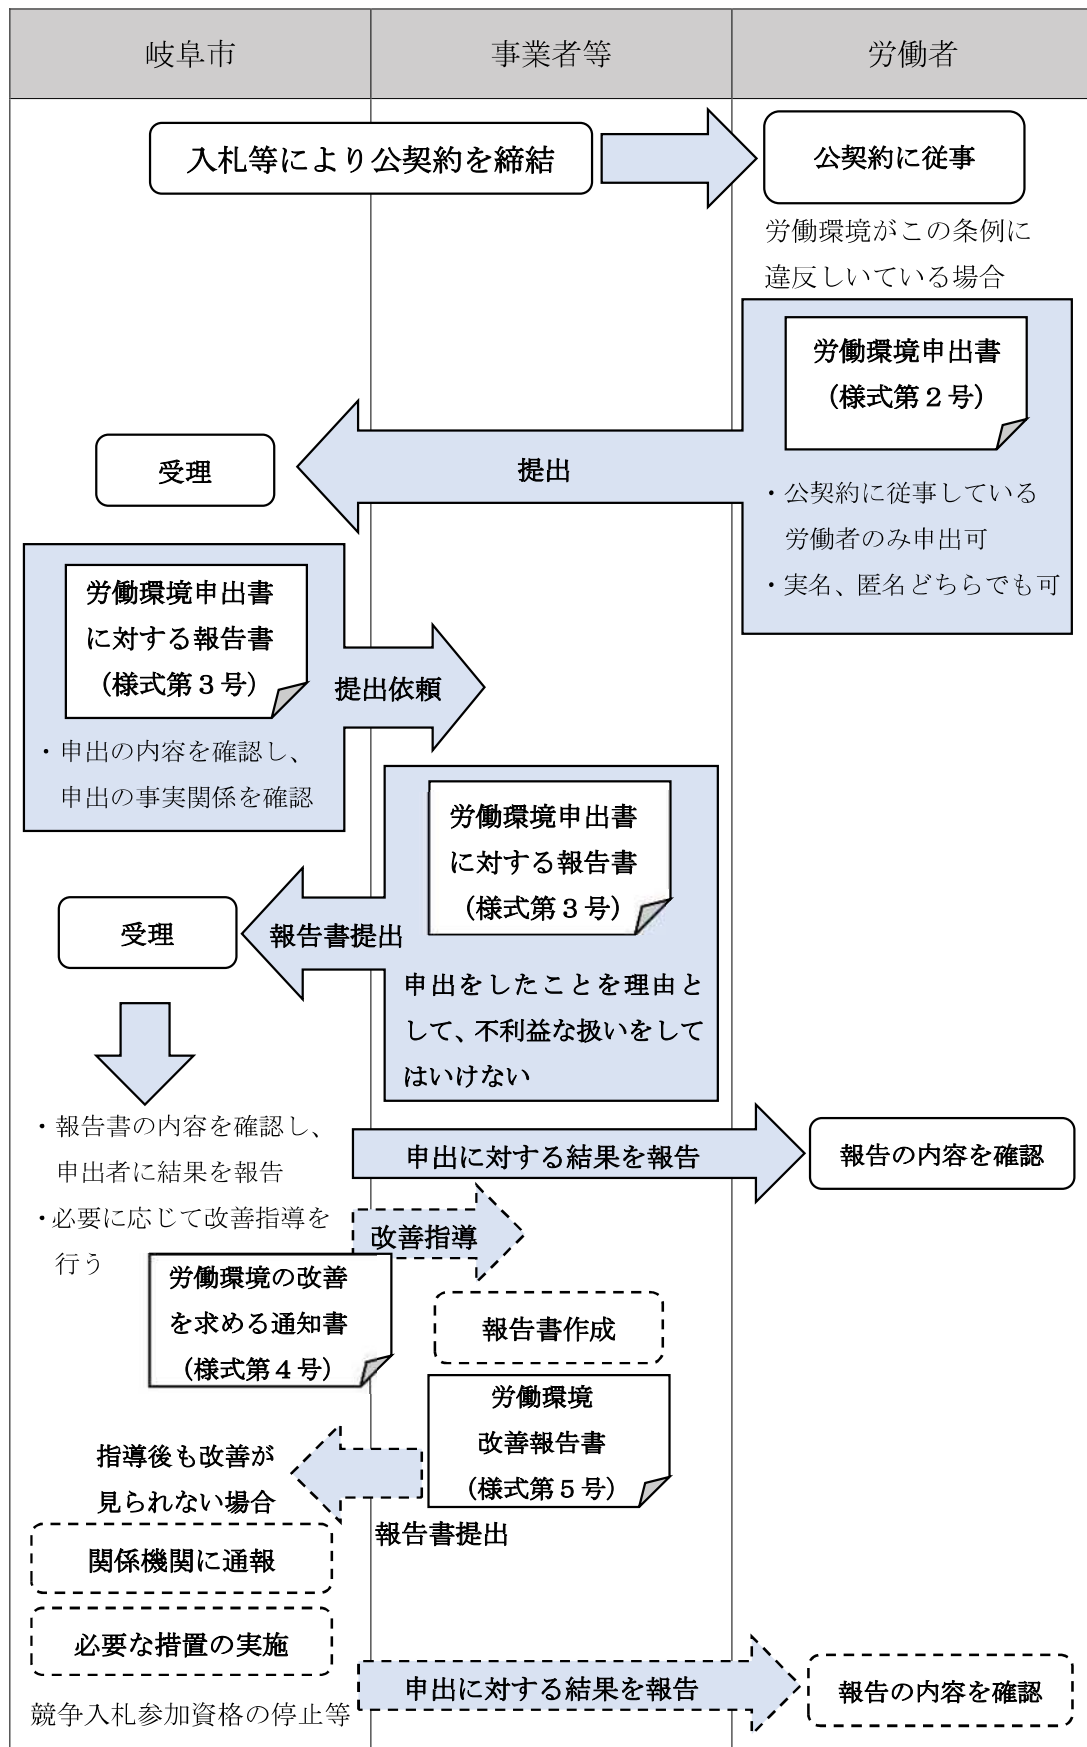 岐阜市
事業者等
労働者
入札等により公契約を締結
公契約に従事
労働環境がこの条例に
違反しいている場合
労働環境申出書
（様式第２号）
提出
受理
・公契約に従事している
労働者のみ申出可
・実名、匿名どちらでも可
労働環境申出書
に対する報告書
（様式第３号）
提出依頼
・申出の内容を確認し、
申出の事実関係を確認
労働環境申出書
に対する報告書
（様式第３号）
報告書提出
受理
申出をしたことを理由と
して、不利益な扱いをして
はいけない
・報告書の内容を確認し、
申出者に結果を報告
・必要に応じて改善指導を
行う
申出に対する結果を報告
報告の内容を確認
改善指導
労働環境の改善
を求める通知書
（様式第４号）
報告書作成
労働環境
改善報告書
（様式第５号）
報告書提出
指導後も改善が
見られない場合
関係機関に通報
必要な措置の実施
競争入札参加資格の停止等
申出に対する結果を報告
報告の内容を確認